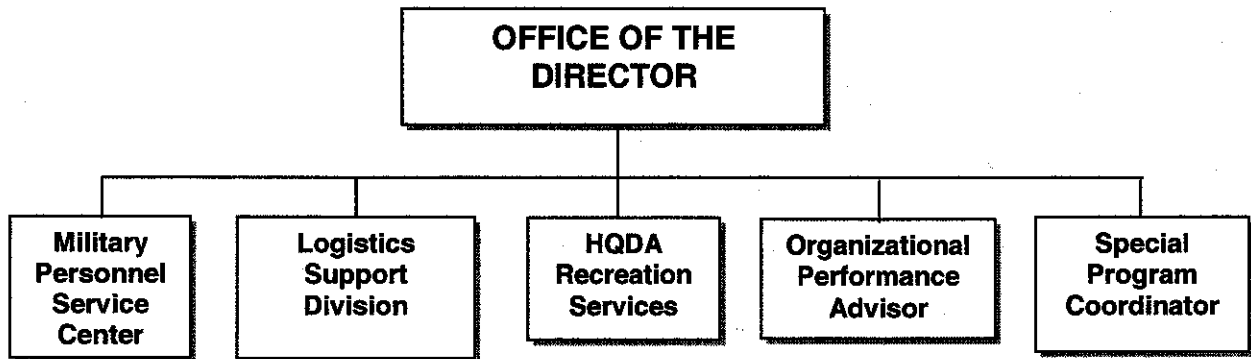 OFFICE OF THE
DIRECTOR
Military
Personnel
Service
Center
Logistics
Support
Division
HQDA
Recreation
Services
Organizational
Performance
Advisor
Special
Program
Coordinator